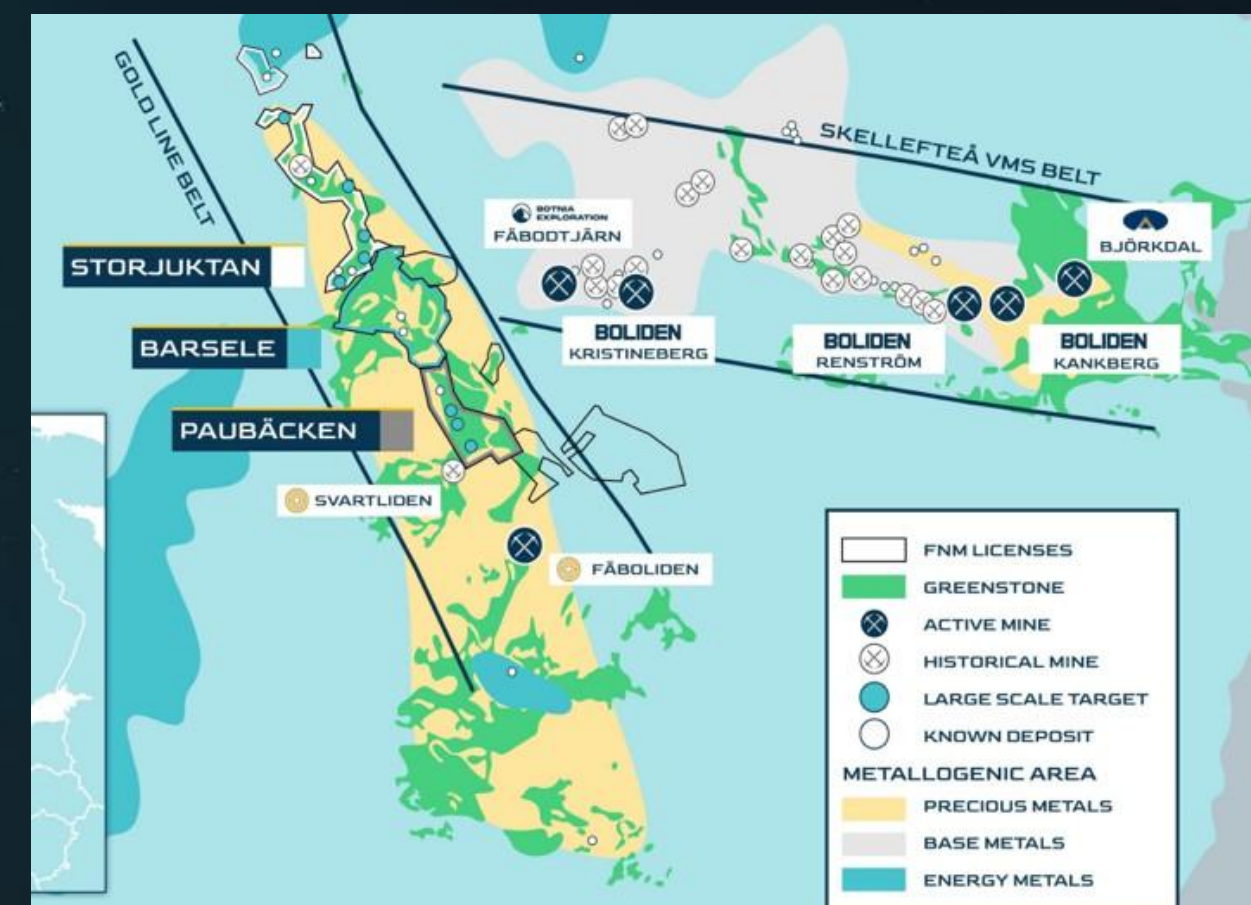 GOLD LINE BELT
SKELLEFTEÅ VMS BELT
BOTNIA
EXPLORATION
FÄBODTJÄRN
BJÖRKDAL
STORJUKTAN
BARSELE
BOLIDEN
KRISTINEBERG
BOLIDEN
RENSTRÖM
BOLIDEN
KANKBERG
PAUBÄCKEN
SVARTLIDEN
FÄBOLIDEN
FNM LICENSES
GREENSTONE
ACTIVE MINE
HISTORICAL MINE
LARGE SCALE TARGET
KNOWN DEPOSIT
METALLOGENIC AREA
PRECIOUS METALS
BASE METALS
ENERGY METALS